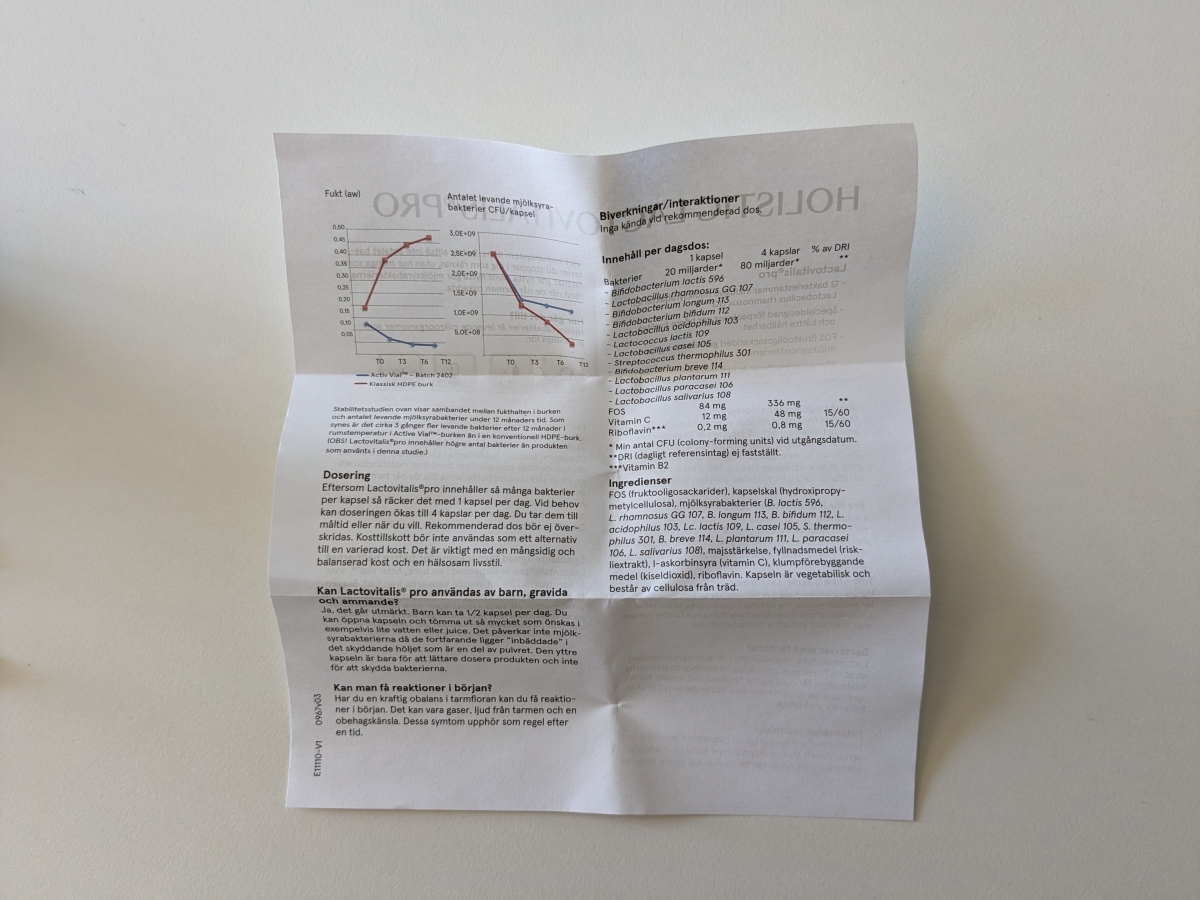 Fukt (aw)
0,50
0,45
0,40
0,35
0,30
0,25
0,20
0,15
0,10
0,05
T0 T3 T6 T12
Activ Vial™ – Batch 2402
Klassisk HDPE burk
Antalet levande mjölksyra-
bakterier CFU/kapsel
3,0E+09
2,5E+09
2,0E+09
1,5E+09
1,0E+09
5,0E+08
T0 T3 T6 T12
Stabilitetsstudien ovan visar sambandet mellan fukthalten i burken
och antalet levande mjölksyrabakterier under 12 månaders tid. Som
synes är det cirka 3 gånger fler levande bakterier efter 12 månader i
rumstemperatur i Active Vial™-burken än i en konventionell HDPE-burk.
(OBS! Lactovitalis®pro innehåller högre antal bakterier än produkten
som använts i denna studie.)
Dosering
Eftersom Lactovitalis®pro innehåller så många bakterier
per kapsel så räcker det med 1 kapsel per dag. Vid behov
kan doseringen ökas till 4 kapslar per dag. Du tar dem till
måltid eller när du vill. Rekommenderad dos bör ej över-
skridas. Kosttillskott bör inte användas som ett alternativ
till en varierad kost. Det är viktigt med en mångsidig och
balanserad kost och en hälsosam livsstil.
Kan Lactovitalis® pro användas av barn, gravida
och ammande?
Ja, det går utmärkt. Barn kan ta 1/2 kapsel per dag. Du
kan öppna kapseln och tömma ut så mycket som önskas i
exempelvis lite vatten eller juice. Det påverkar inte mjölk-
syrabakterierna då de fortfarande ligger "inbäddade" i
det skyddande höljet som är en del av pulvret. Den yttre
kapseln är bara för att lättare dosera produkten och inte
för att skydda bakterierna.
Kan man få reaktioner i början?
Har du en kraftig obalans i tarmfloran kan du få reaktio-
ner i början. Det kan vara gaser, ljud från tarmen och en
obehagskänsla. Dessa symtom upphör som regel efter
en tid.
E11110-V1 0967v03
Biverkningar/interaktioner
Inga kända vid rekommenderad dos.
Innehåll per dagsdos:
1 kapsel 4 kapslar % av DRI
Bakterier 20 miljarder* 80 miljarder* **
- Bifidobacterium lactis 596
- Lactobacillus rhamnosus GG 107
- Bifidobacterium longum 113
- Bifidobacterium bifidum 112
- Lactobacillus acidophilus 103
- Lactococcus lactis 109
- Lactobacillus casei 105
- Streptococcus thermophilus 301
- Bifidobacterium breve 114
- Lactobacillus plantarum 111
- Lactobacillus paracasei 106
- Lactobacillus salivarius 108
FOS 84 mg 336 mg **
Vitamin C 12 mg 48 mg 15/60
Riboflavin*** 0,2 mg 0,8 mg 15/60
* Min antal CFU (colony-forming units) vid utgångsdatum.
**DRI (dagligt referensintag) ej fastställt.
***Vitamin B2
Ingredienser
FOS (fruktooligosackarider), kapselskal (hydroxipropy-
metylcellulosa), mjölksyrabakterier (B. lactis 596,
L. rhamnosus GG 107, B. longum 113, B. bifidum 112, L.
acidophilus 103, Lc. lactis 109, L. casei 105, S. thermo-
philus 301, B. breve 114, L. plantarum 111, L. paracasei
106, L. salivarius 108), majsstärkelse, fyllnadsmedel (risk-
liextrakt), l-askorbinsyra (vitamin C), klumpförebyggande
medel (kiseldioxid), riboflavin. Kapseln är vegetabilisk och
består av cellulosa från träd.